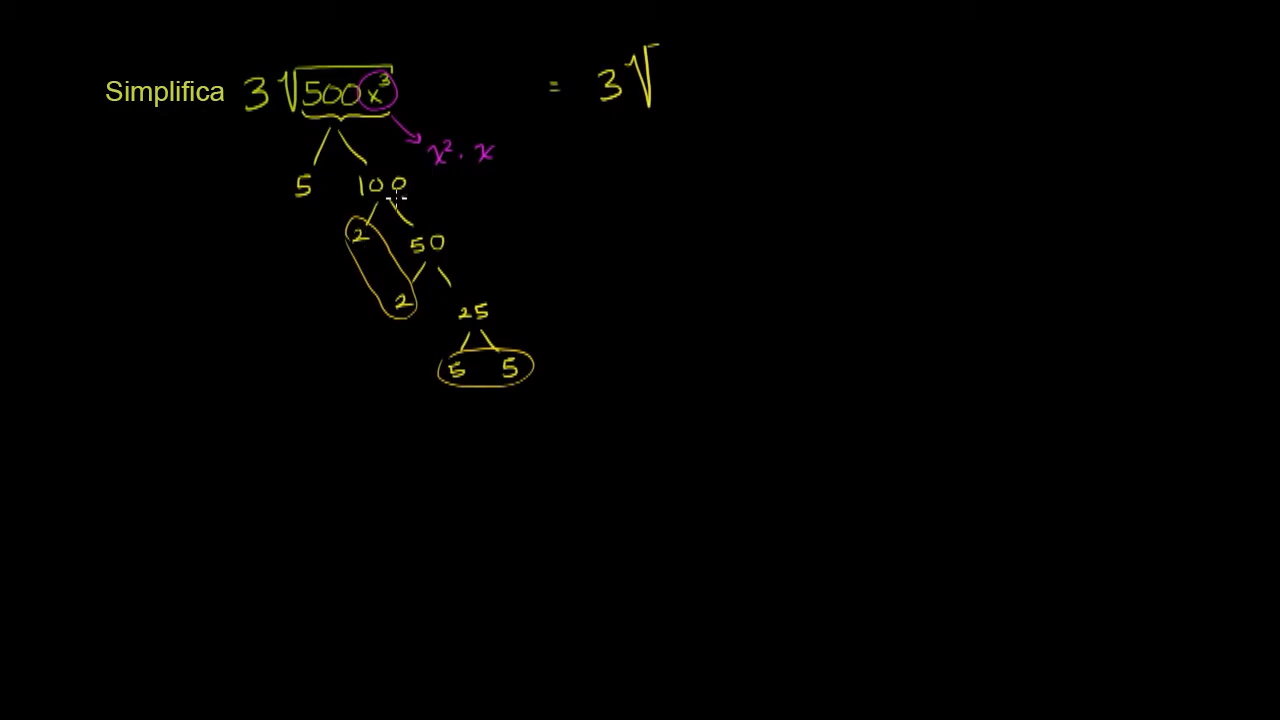 Simplifica 3√500x³ = 3√
x² · x
5 100
2 50
2 25
5 5